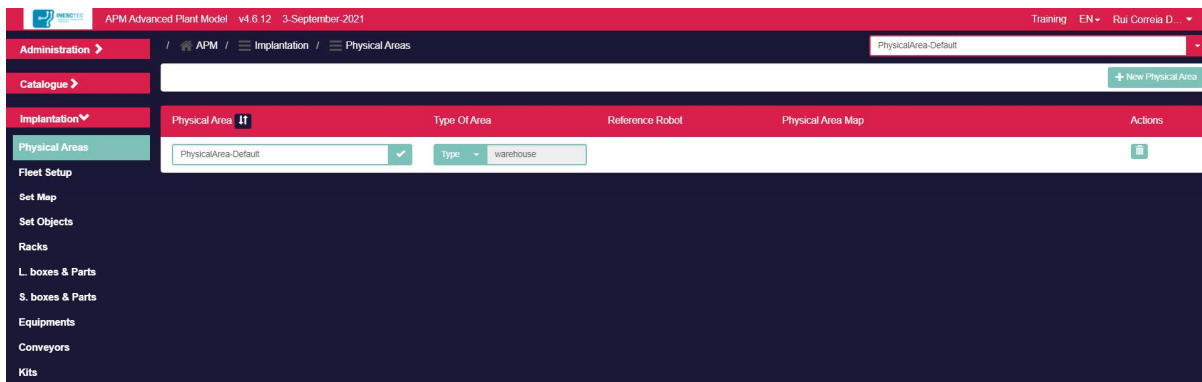 INESCTEC APM Advanced Plant Model v4.6.12 3-September-2021 Training EN Rui Correia D...
Administration / APM / Implantation / Physical Areas PhysicalArea-Default
Catalogue + New Physical Area
Implantation Physical Area Type Of Area Reference Robot Physical Area Map Actions
Physical Areas PhysicalArea-Default Type warehouse
Fleet Setup
Set Map
Set Objects
Racks
L. boxes & Parts
S. boxes & Parts
Equipments
Conveyors
Kits